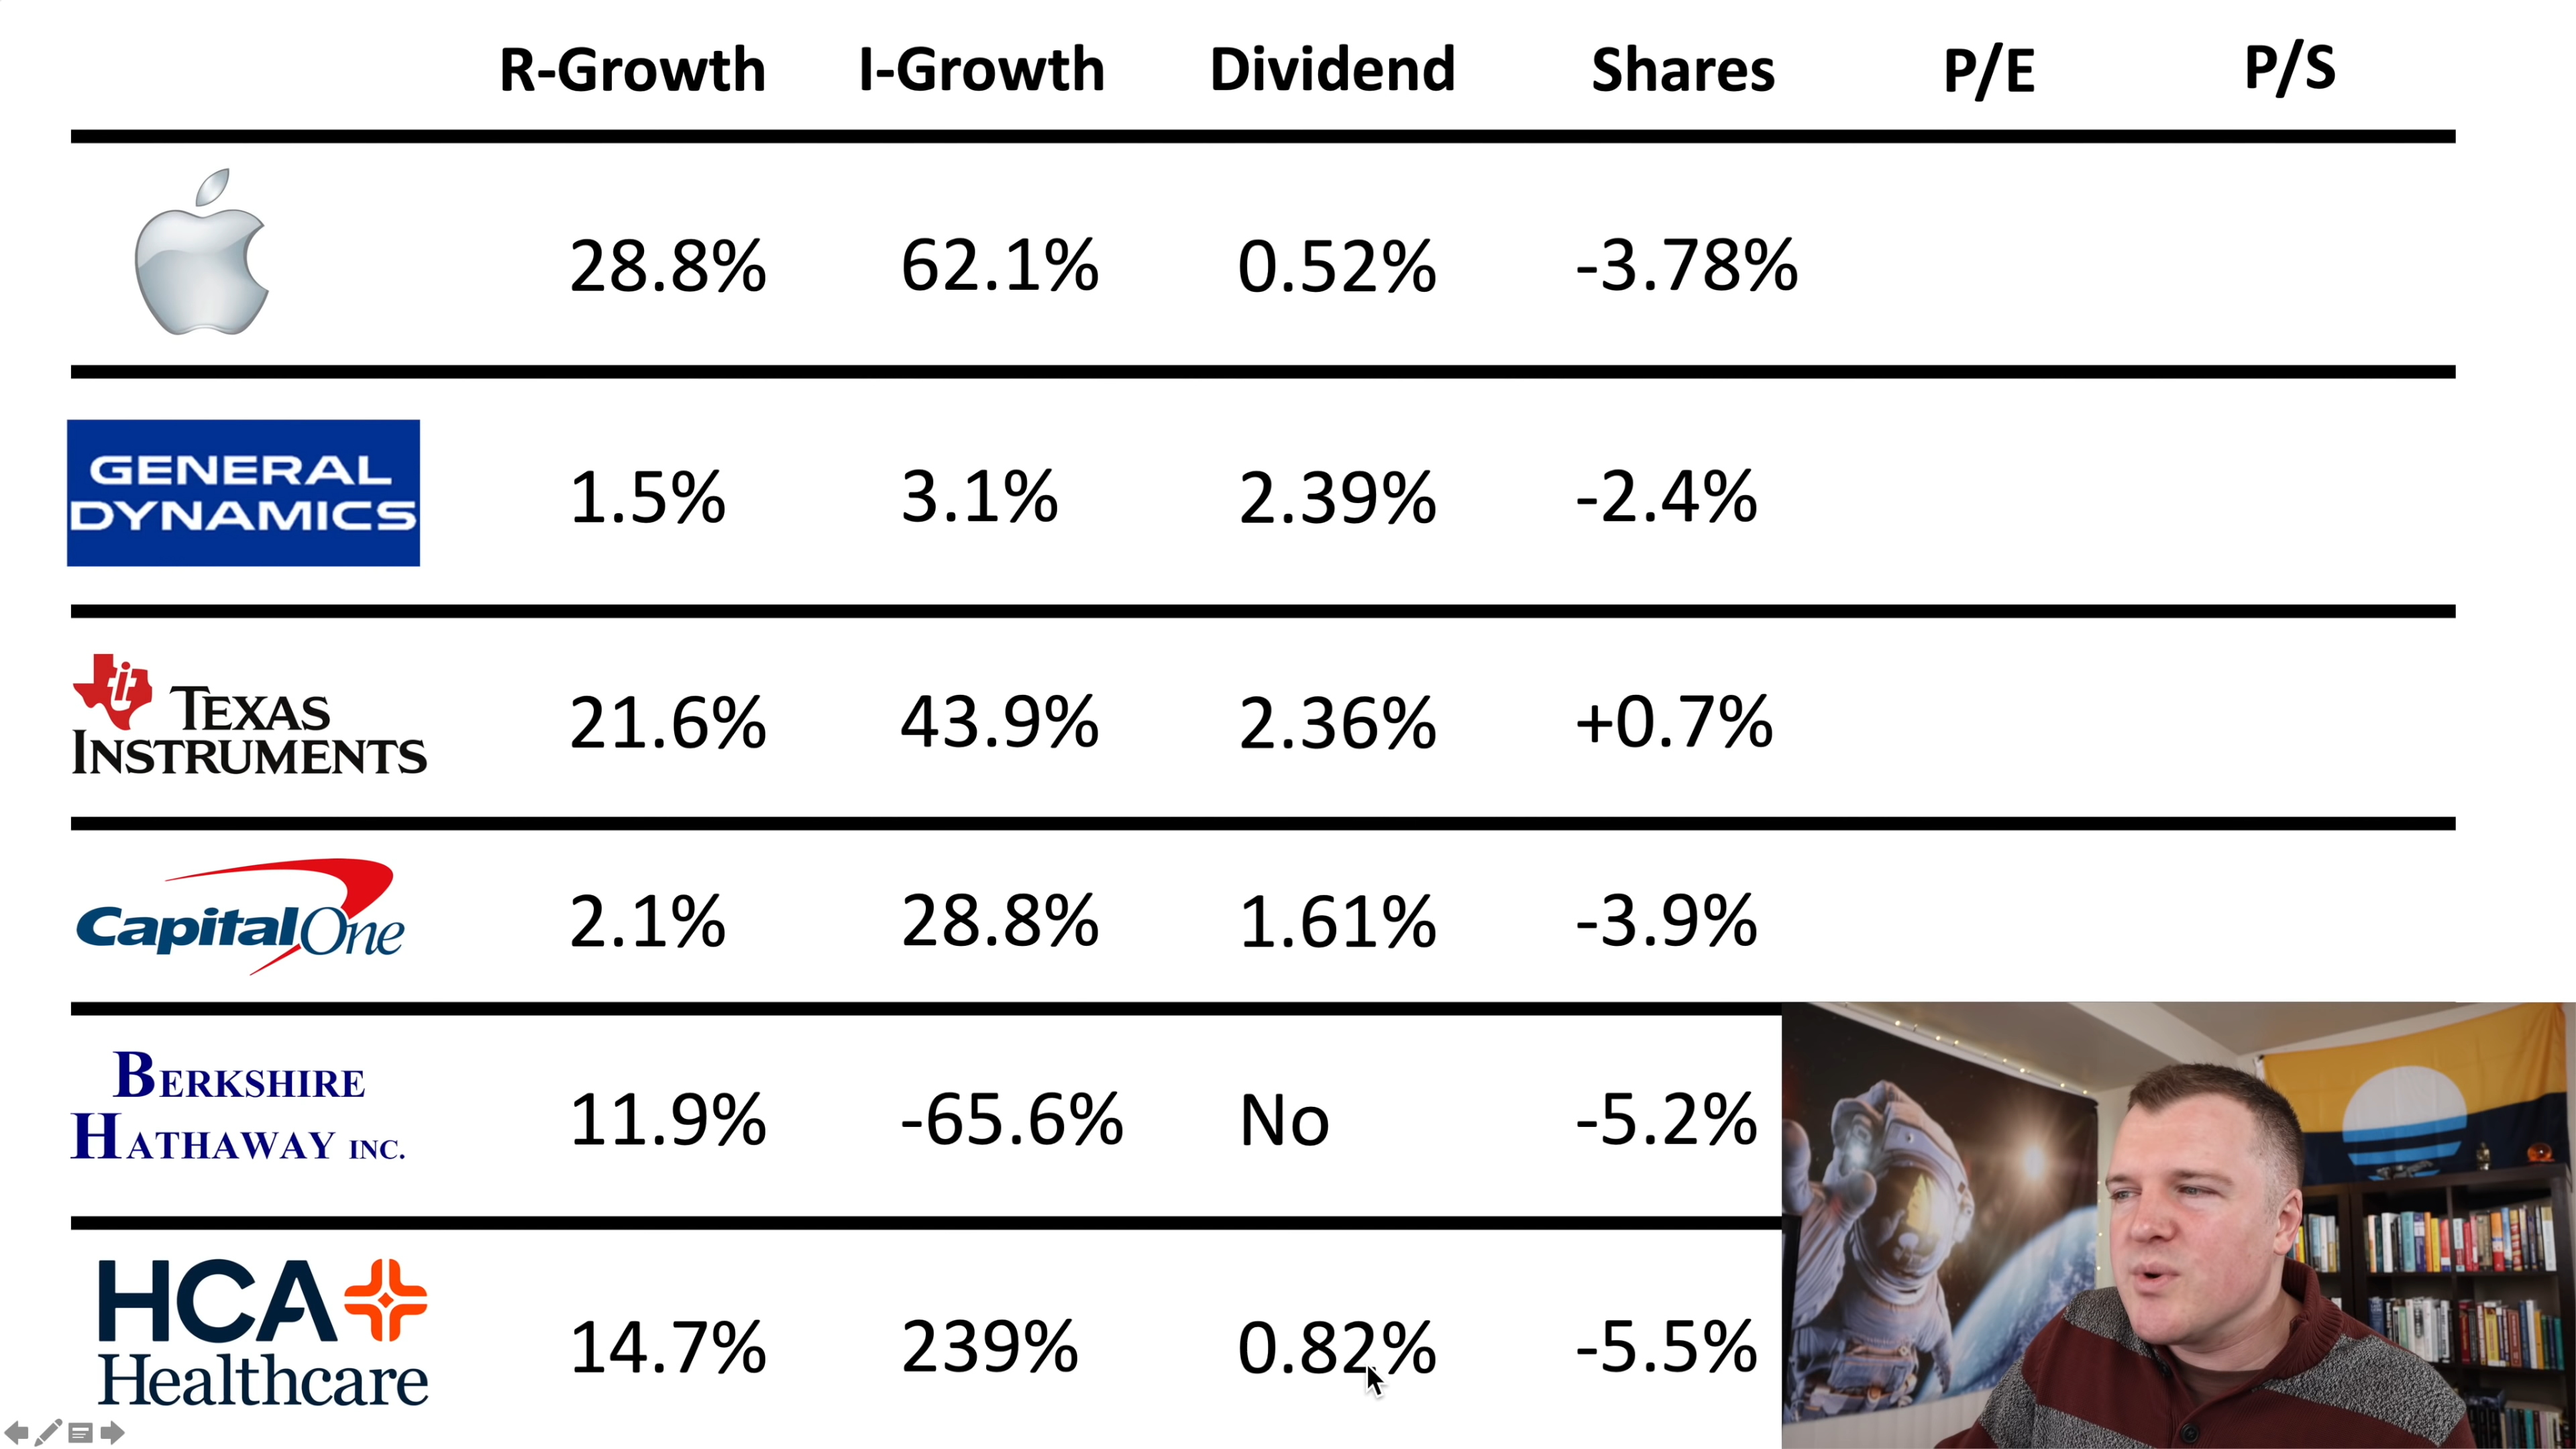 R-Growth I-Growth Dividend Shares P/E P/S
28.8% 62.1% 0.52% -3.78%
GENERAL
DYNAMICS
1.5% 3.1% 2.39% -2.4%
TEXAS
INSTRUMENTS
21.6% 43.9% 2.36% +0.7%
CapitalOne
2.1% 28.8% 1.61% -3.9%
BERKSHIRE
HATHAWAY INC.
11.9% -65.6% No -5.2%
HCA
Healthcare
14.7% 239% 0.82% -5.5%